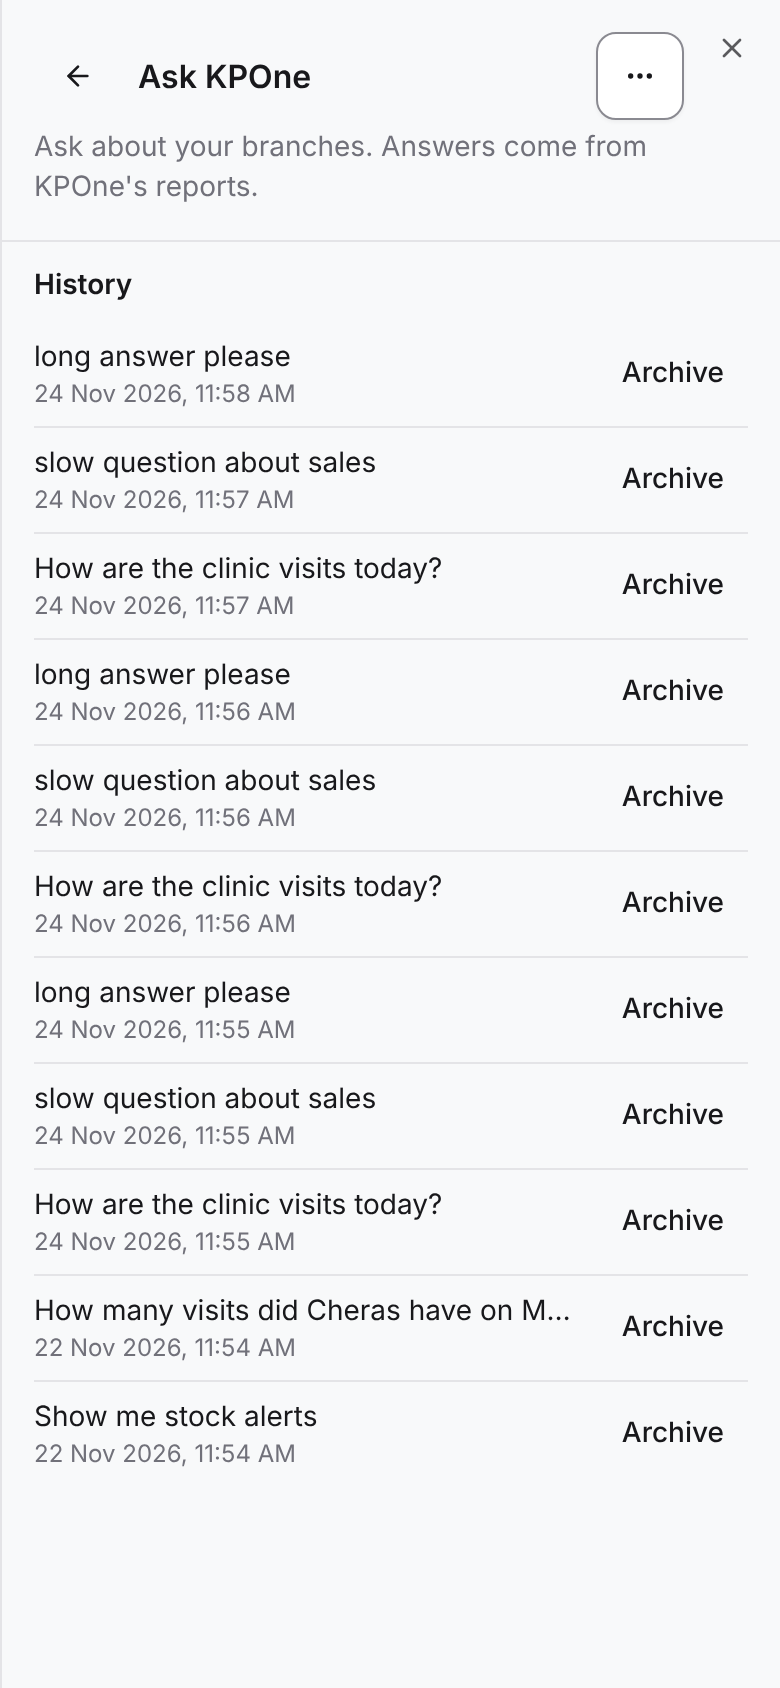 Ask KPOne
Ask about your branches. Answers come from
KPOne's reports.
History
long answer please
24 Nov 2026, 11:58 AM
Archive
slow question about sales
24 Nov 2026, 11:57 AM
Archive
How are the clinic visits today?
24 Nov 2026, 11:57 AM
Archive
long answer please
24 Nov 2026, 11:56 AM
Archive
slow question about sales
24 Nov 2026, 11:56 AM
Archive
How are the clinic visits today?
24 Nov 2026, 11:56 AM
Archive
long answer please
24 Nov 2026, 11:55 AM
Archive
slow question about sales
24 Nov 2026, 11:55 AM
Archive
How are the clinic visits today?
24 Nov 2026, 11:55 AM
Archive
How many visits did Cheras have on M...
22 Nov 2026, 11:54 AM
Archive
Show me stock alerts
22 Nov 2026, 11:54 AM
Archive